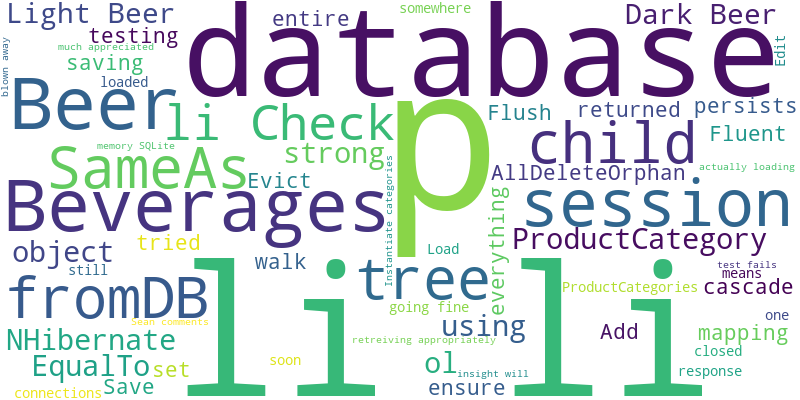 Light Beer
entire
somewhere
Dark Beer
testing
database
much appreciated
saving
Edit
blown away
loaded
Beer
li Check
Flush
returned
persists
memory SQLite
strong
p
child
Fluent
SameAs
Evict
Instantiate categories
AllDeleteOrphan
actually loading
Beverages
everything
session
object
tried
walk
Load
ProductCategory
still
tree
test fails
means
fromDB
going fine
ProductCategories
cascade
Sean comments
li li
using
Add
one
mapping
NHibernate
retreiving appropriately
closed
EqualTo
set
soon
ol
insight will
response
connections
Save
ensure